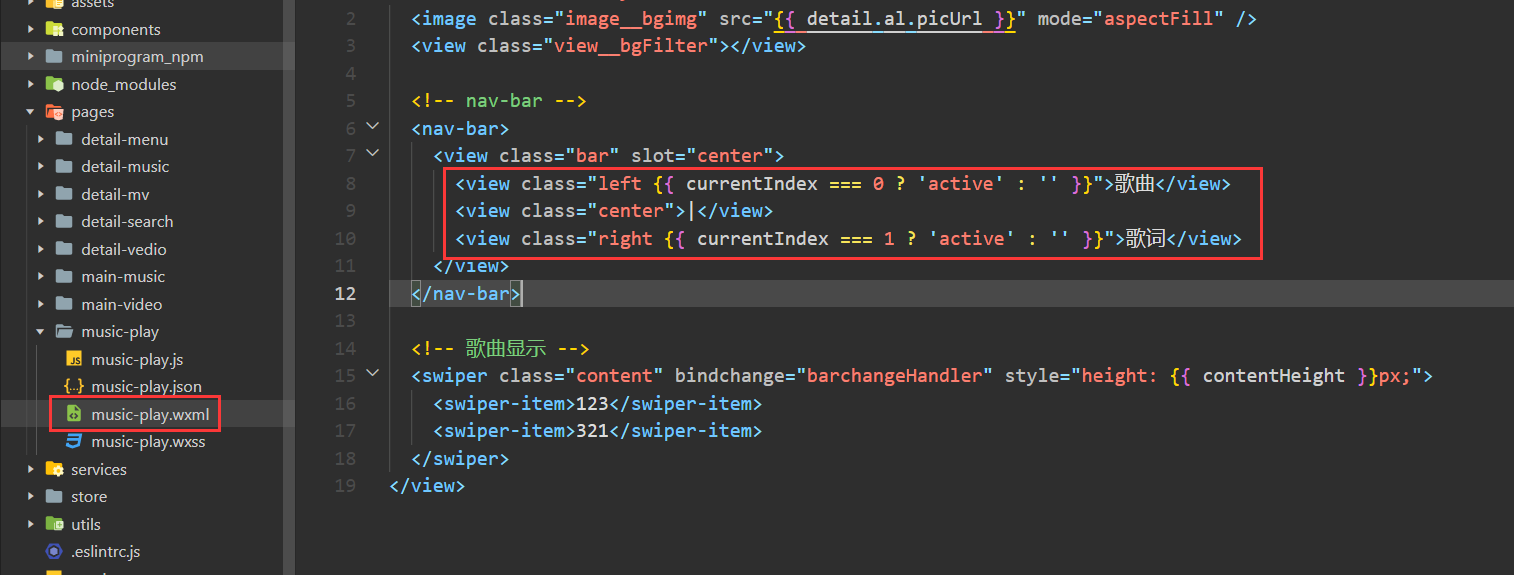 assets
components
miniprogram_npm
node_modules
pages
detail-menu
detail-music
detail-mv
detail-search
detail-vedio
main-music
main-video
music-play
music-play.js
music-play.json
music-play.wxml
music-play.wxss
services
store
utils
.eslintrc.js
2 <image class="image__bgimg" src="{{ detail.al.picUrl }}" mode="aspectFill" />
3 <view class="view__bgFilter"></view>
4
5 <!-- nav-bar -->
6 <nav-bar>
7 <view class="bar" slot="center">
8 <view class="left {{ currentIndex === 0 ? 'active' : '' }}">歌曲</view>
9 <view class="center">|</view>
10 <view class="right {{ currentIndex === 1 ? 'active' : '' }}">歌词</view>
11 </view>
12 </nav-bar>
13
14 <!-- 歌曲显示 -->
15 <swiper class="content" bindchange="barchangeHandler" style="height: {{ contentHeight }}px;">
16 <swiper-item>123</swiper-item>
17 <swiper-item>321</swiper-item>
18 </swiper>
19 </view>